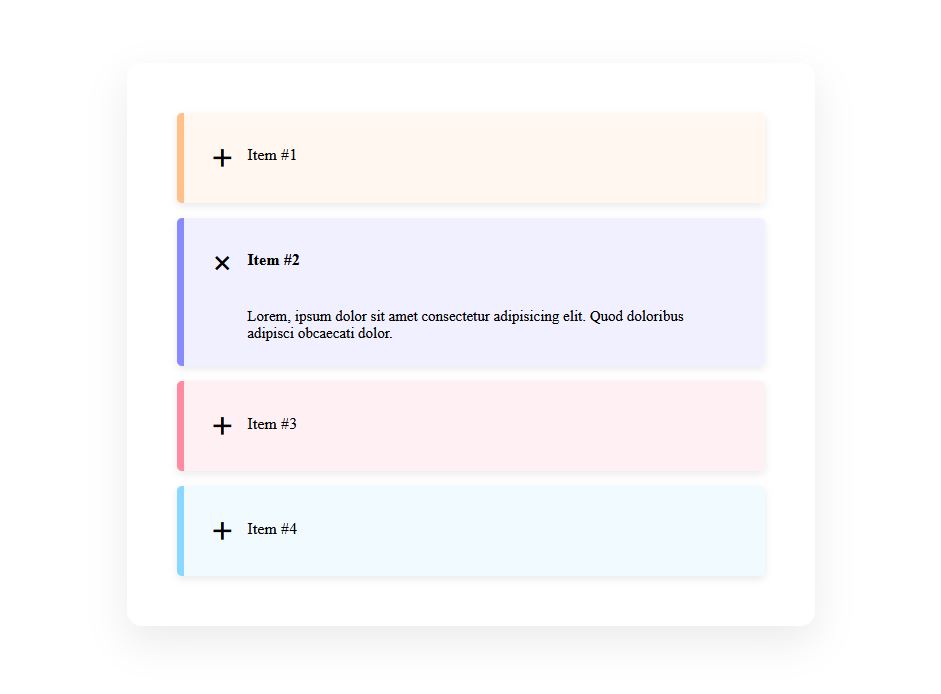 Item #1
Item #2
Lorem, ipsum dolor sit amet consectetur adipisicing elit. Quod doloribus
adipisci obcaecati dolor.
Item #3
Item #4